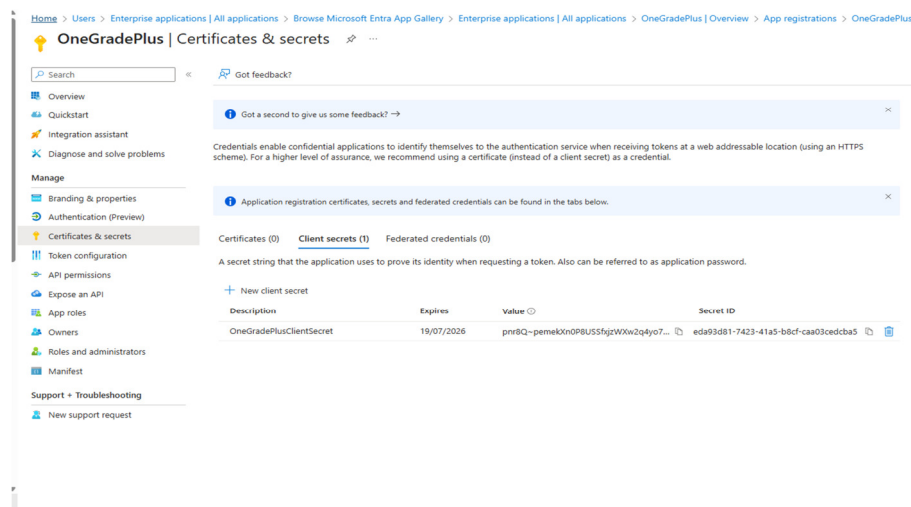 Home > Users > Enterprise applications | All applications > Browse Microsoft Entra App Gallery > Enterprise applications | All applications > OneGradePlus | Overview > App registrations > OneGradePlus
OneGradePlus | Certificates & secrets
Search
Got feedback?
Overview
Quickstart
Integration assistant
Diagnose and solve problems
Manage
Branding & properties
Authentication (Preview)
Certificates & secrets
Token configuration
API permissions
Expose an API
App roles
Owners
Roles and administrators
Manifest
Support + Troubleshooting
New support request
Got a second to give us some feedback?
Credentials enable confidential applications to identify themselves to the authentication service when receiving tokens at a web addressable location (using an HTTPS
scheme). For a higher level of assurance, we recommend using a certificate (instead of a client secret) as a credential.
Application registration certificates, secrets and federated credentials can be found in the tabs below.
Certificates (0) Client secrets (1) Federated credentials (0)
A secret string that the application uses to prove its identity when requesting a token. Also can be referred to as application password.
New client secret
Description Expires Value Secret ID
OneGradePlusClientSecret 19/07/2026 pnr8Q~pemekXn0P8USSfxjzWXw2q4yo7... eda93d81-7423-41a5-b8cf-caa03cedcba5